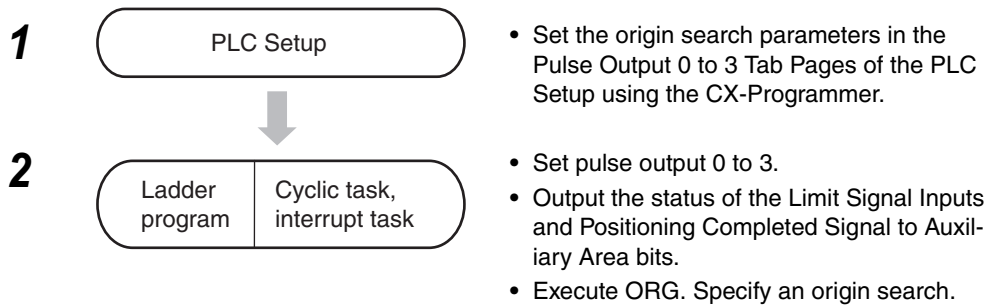 1
PLC Setup
• Set the origin search parameters in the
Pulse Output 0 to 3 Tab Pages of the PLC
Setup using the CX-Programmer.
2
Ladder
program
Cyclic task,
interrupt task
• Set pulse output 0 to 3.
• Output the status of the Limit Signal Inputs
and Positioning Completed Signal to Auxil-
iary Area bits.
• Execute ORG. Specify an origin search.